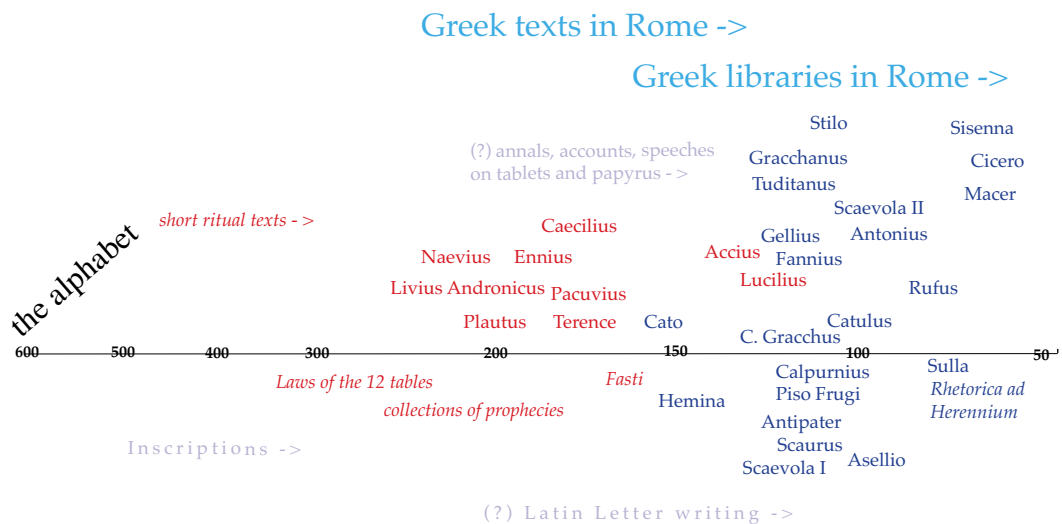 Greek texts in Rome ->
Greek libraries in Rome ->
Stilo
Sisenna
(?) annals, accounts, speeches
on tablets and papyrus - >
Gracchanus
Cicero
Tuditanus
Macer
Scaevola II
short ritual texts - >
Caecilius
Gellius
Antonius
the alphabet
Naevius
Ennius
Accius
Fannius
Lucilius
Livius Andronicus
Pacuvius
Rufus
Plautus
Terence
Cato
Catulus
C. Gracchus
600 500 400 300 200 150 100 50
Laws of the 12 tables
Fasti
Calpurnius
Piso Frugi
Sulla
Rhetorica ad
Herennium
collections of prophecies
Hemina
Antipater
Inscriptions ->
Scaurus
Scaevola I
Asellio
(?) Latin Letter writing ->